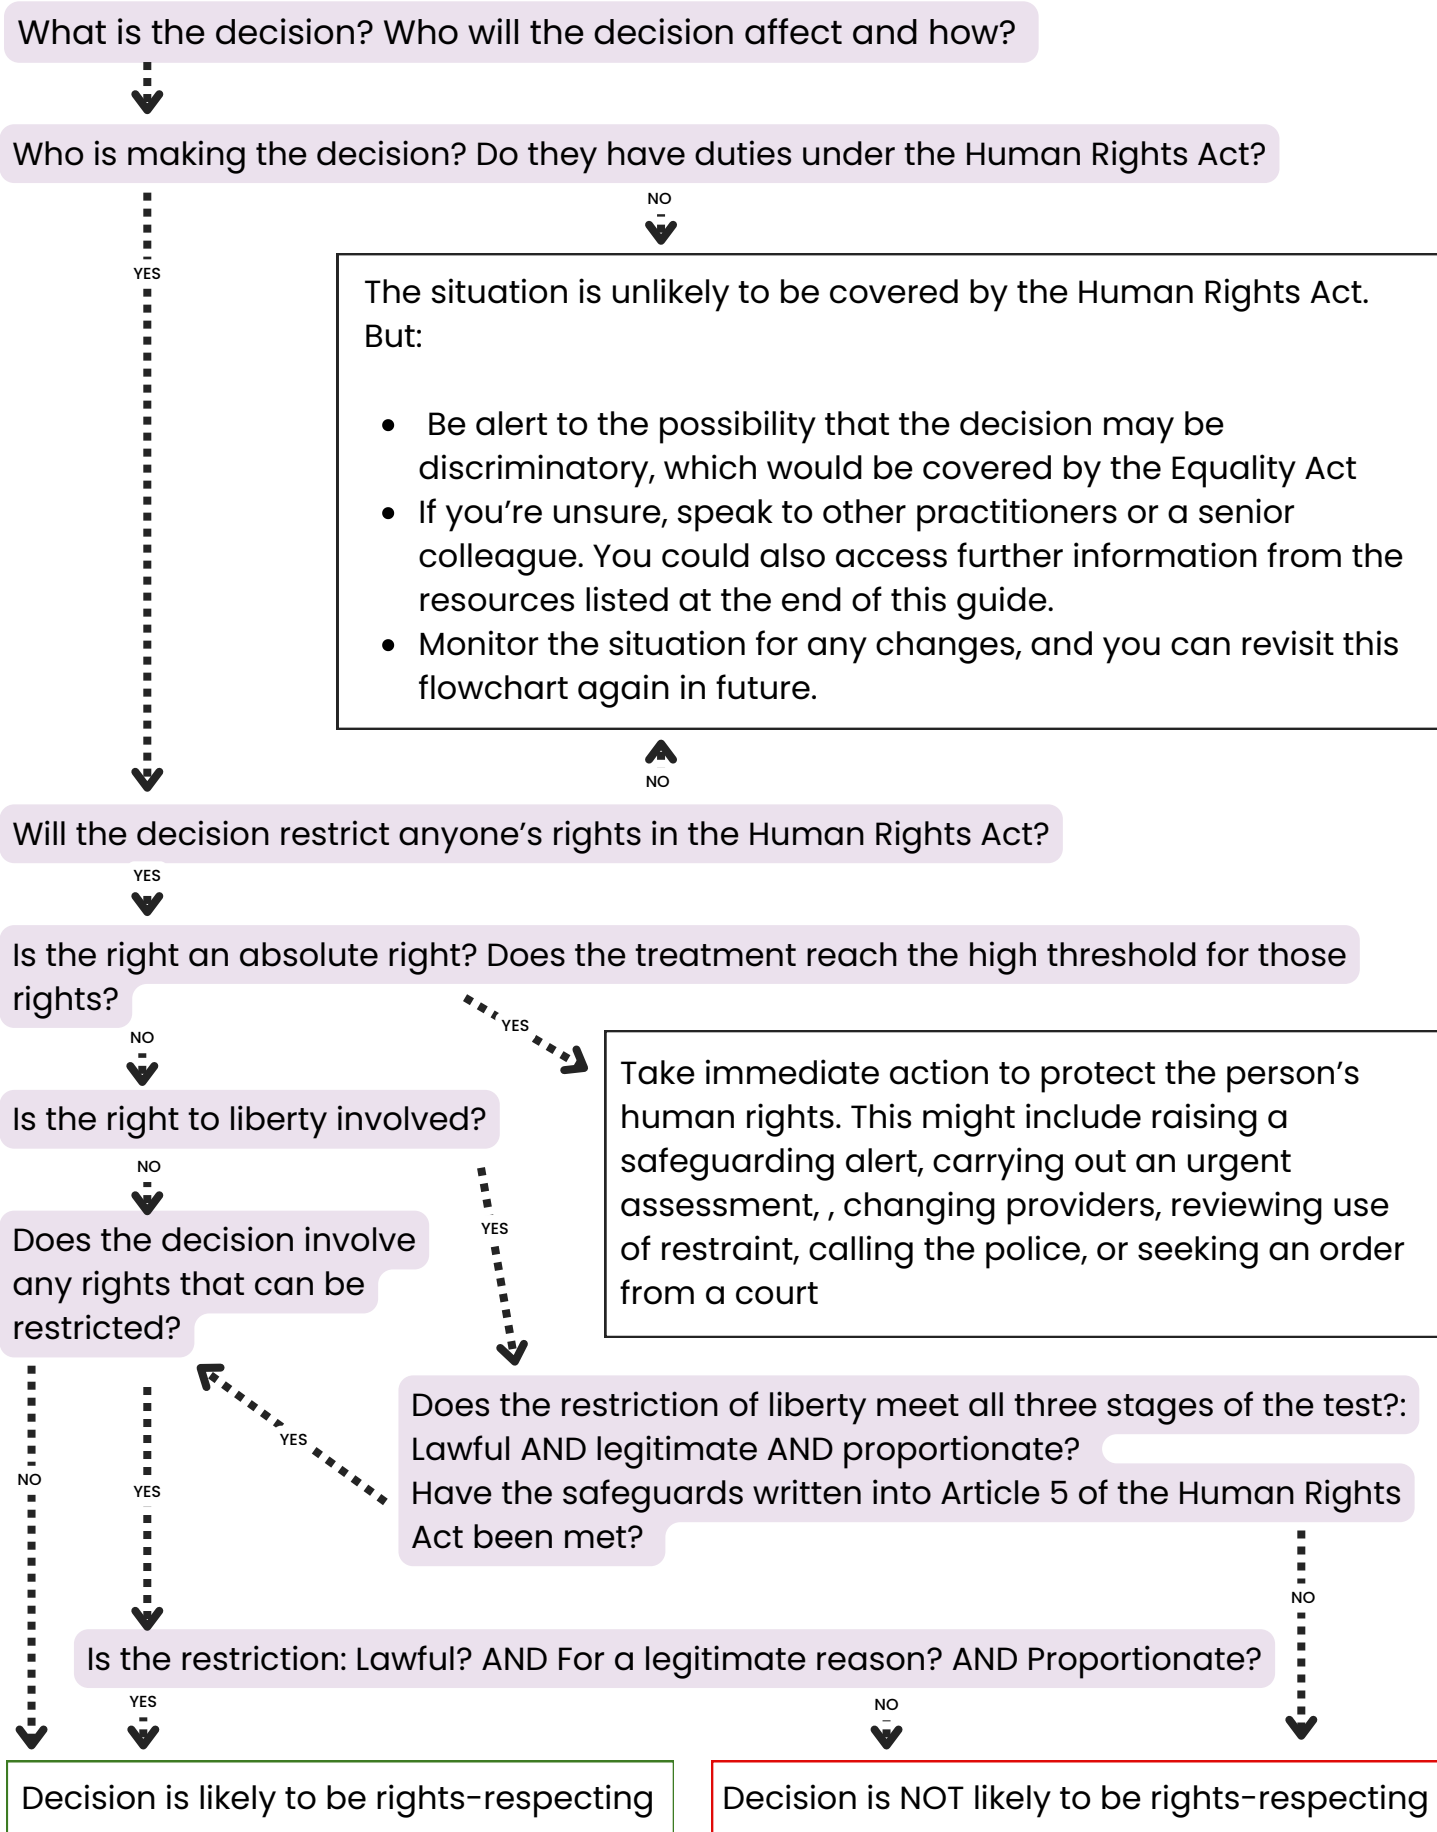 What is the decision? Who will the decision affect and how?
Who is making the decision? Do they have duties under the Human Rights Act?
NO
YES
The situation is unlikely to be covered by the Human Rights Act.
But:
• Be alert to the possibility that the decision may be
discriminatory, which would be covered by the Equality Act
• If you’re unsure, speak to other practitioners or a senior
colleague. You could also access further information from the
resources listed at the end of this guide.
• Monitor the situation for any changes, and you can revisit this
flowchart again in future.
NO
Will the decision restrict anyone’s rights in the Human Rights Act?
YES
Is the right an absolute right? Does the treatment reach the high threshold for those
rights?
YES
NO
Take immediate action to protect the person’s
human rights. This might include raising a
safeguarding alert, carrying out an urgent
assessment, , changing providers, reviewing use
of restraint, calling the police, or seeking an order
from a court
Is the right to liberty involved?
NO
YES
Does the decision involve
any rights that can be
restricted?
Does the restriction of liberty meet all three stages of the test?:
Lawful AND legitimate AND proportionate?
Have the safeguards written into Article 5 of the Human Rights
Act been met?
YES
NO
YES
NO
Is the restriction: Lawful? AND For a legitimate reason? AND Proportionate?
YES
NO
Decision is likely to be rights-respecting
Decision is NOT likely to be rights-respecting